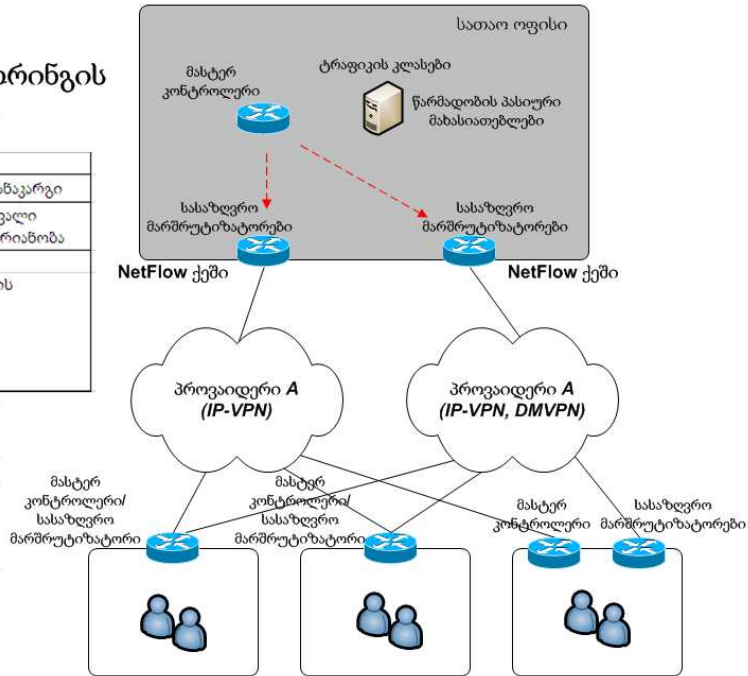 სათაო ოფისი
მასტერ
კონტროლერი
ტრაფიკის კლასები
წარმადობის პასიური
მახასიათებლები
სასაზღვრო
მარშრუტიზატორები
სასაზღვრო
მარშრუტიზატორები
NetFlow ქეში
NetFlow ქეში
პროვაიდერი A
(IP-VPN)
პროვაიდერი A
(IP-VPN, DMVPN)
მასტერ
კონტროლერი/
სასაზღვრო
მარშრუტიზატორი
მასტერ
კონტროლერი/
სასაზღვრო
მარშრუტიზატორი
მასტერ
კონტროლერი
სასაზღვრო
მარშრუტიზატორები